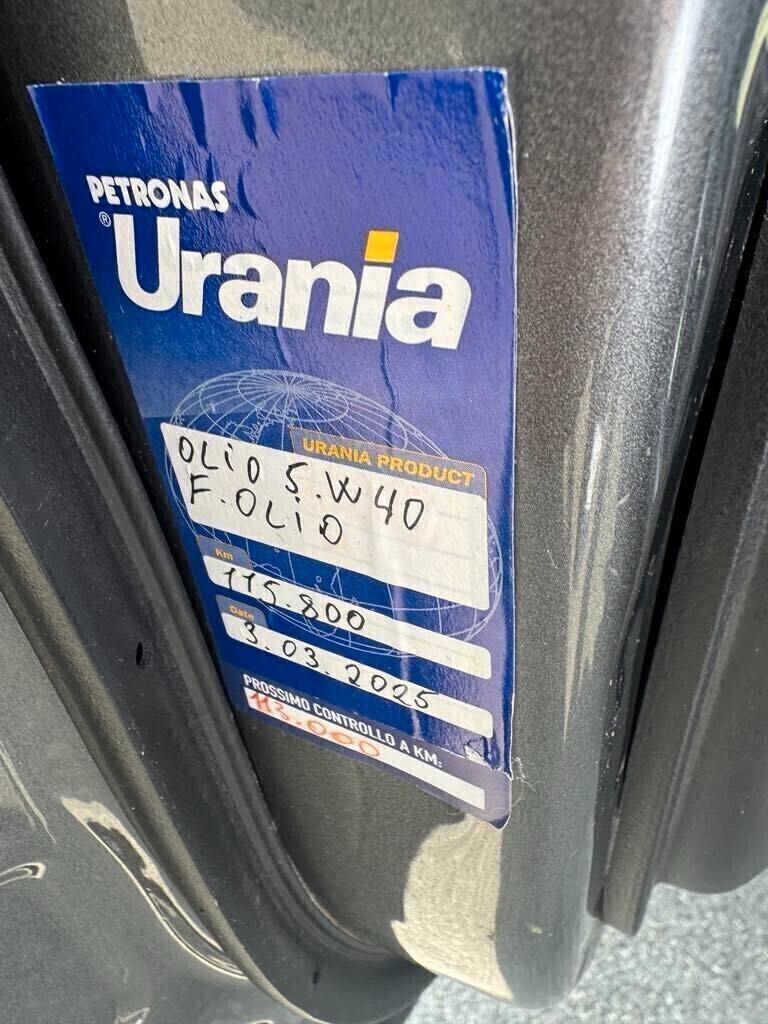 PETRONAS
® Urania
URANIA PRODUCT
OLiO 5.W40
F.OLiO
Km
115.800
Date
3.03.2025
PROSSIMO CONTROLLO A KM:
113.000